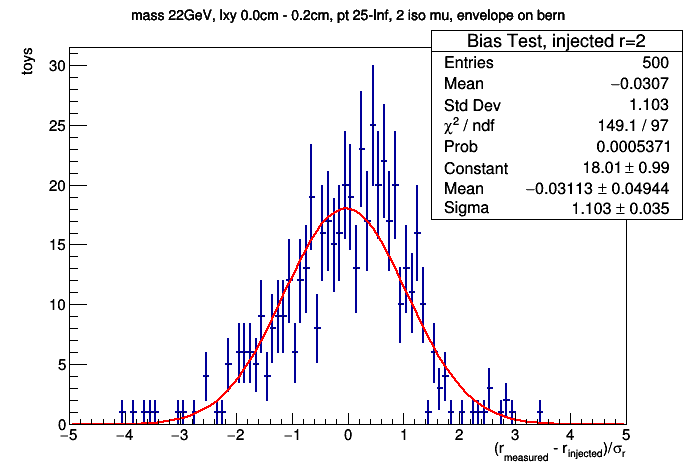 mass 22GeV, lxy 0.0cm - 0.2cm, pt 25-Inf, 2 iso mu, envelope on bern
Bias Test, injected r=2
Entries 500
Mean −0.0307
Std Dev 1.103
χ² / ndf 149.1 / 97
Prob 0.0005371
Constant 18.01 ± 0.99
Mean −0.03113 ± 0.04944
Sigma 1.103 ± 0.035
toys
30
25
20
15
10
5
0
−5 −4 −3 −2 −1 0 1 2 3 4 5
(r_measured - r_injected)/σ_r